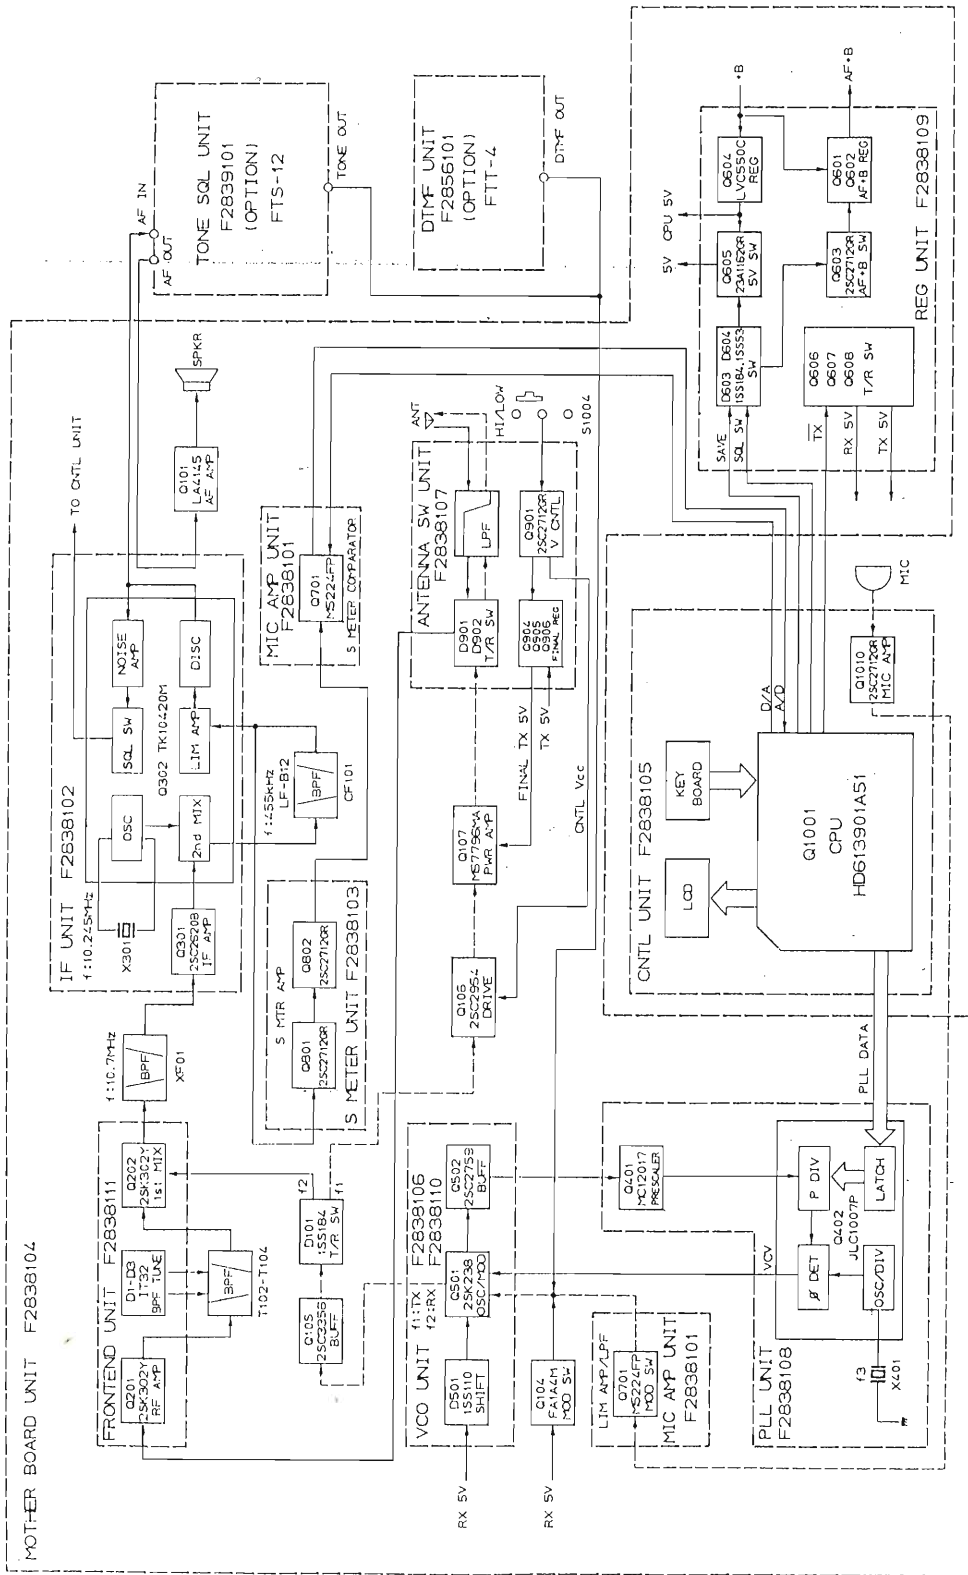 MOTHER BOARD UNIT F2838104
FRONTEND UNIT F2838111
Q201
2SK302Y
RF AMP
D1-D3
IT32
BPF TUNE
Q202
2SK302Y
1st MIX
BPF
T102-T104
f:10.7MHz
BPF
XF01
IF UNIT F2838102
f:10.245MHz
X301
Q301
2SC2620B
IF AMP
OSC
2nd MIX
Q302 TK10420M
SQL SW
NOISE
AMP
LIM AMP
DISC
f:455kHz
LF-B12
BPF
CF101
TO CNTL UNIT
Q101
LA4145
AF AMP
SPKR
AF IN
AF OUT
TONE SQL UNIT
F2839101
(OPTION)
FTS-12
TONE OUT
DTMF UNIT
F2856101
(OPTION)
FTT-4
DTMF OUT
S MTR AMP
Q801
2SC2712GR
Q802
2SC2712GR
S METER UNIT F2838103
MIC AMP UNIT
F2838101
Q701
M5224FP
S METER COMPARATOR
Q105
2SC3356
BUFF
D101
1SS184
T/R SW
f2
f1
ANTENNA SW UNIT
F2838107
D901
D902
T/R SW
LPF
ANT
Q904
Q905
Q906
FINAL REG
Q901
2SC2712GR
V CNTL
HI/LOW
S1004
Q106
2SC2954
DRIVE
Q107
M57796MA
PWR AMP
FINAL TX 5V
TX 5V
CNTL Vcc
VCO UNIT f1:TX F2838106
f2:RX F2838110
D501
1SS110
SHIFT
Q501
2SK238
OSC/MOD
Q502
2SC2759
BUFF
RX 5V
Q104
FA1A4M
MOD SW
RX 5V
LIM AMP/LPF
Q701
M5224FP
MOD SW
MIC AMP UNIT
F2838101
VCV
Q401
MC12017
PRESCALER
PLL UNIT
F2838108
Ø DET
P DIV
Q402
JLC1007P
OSC/DIV
LATCH
f3
X401
PLL DATA
CNTL UNIT F2838105
LCD
KEY
BOARD
Q1001
CPU
HD613901A51
D/A
A/D
Q1010
2SC2712GR
MIC AMP
MIC
SAVE
SQL SW
TX
RX 5V
TX 5V
D603 D604
1SS184,1SS53
SW
Q605
2SA1162GR
5V SW
Q604
LVC550C
REG
5V
CPU 5V
+B
Q606
Q607
Q608
T/R SW
Q603
2SC2712GR
AF+B SW
Q601
Q602
AF+B REG
AF+B
REG UNIT F2838109